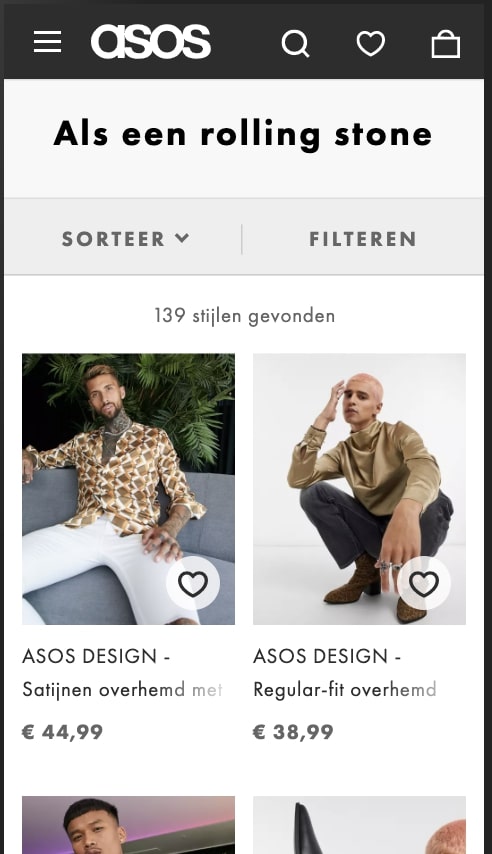 asos
Als een rolling stone
SORTEER
FILTEREN
139 stijlen gevonden
ASOS DESIGN -
Satijnen overhemd met
€ 44,99
ASOS DESIGN -
Regular-fit overhemd
€ 38,99